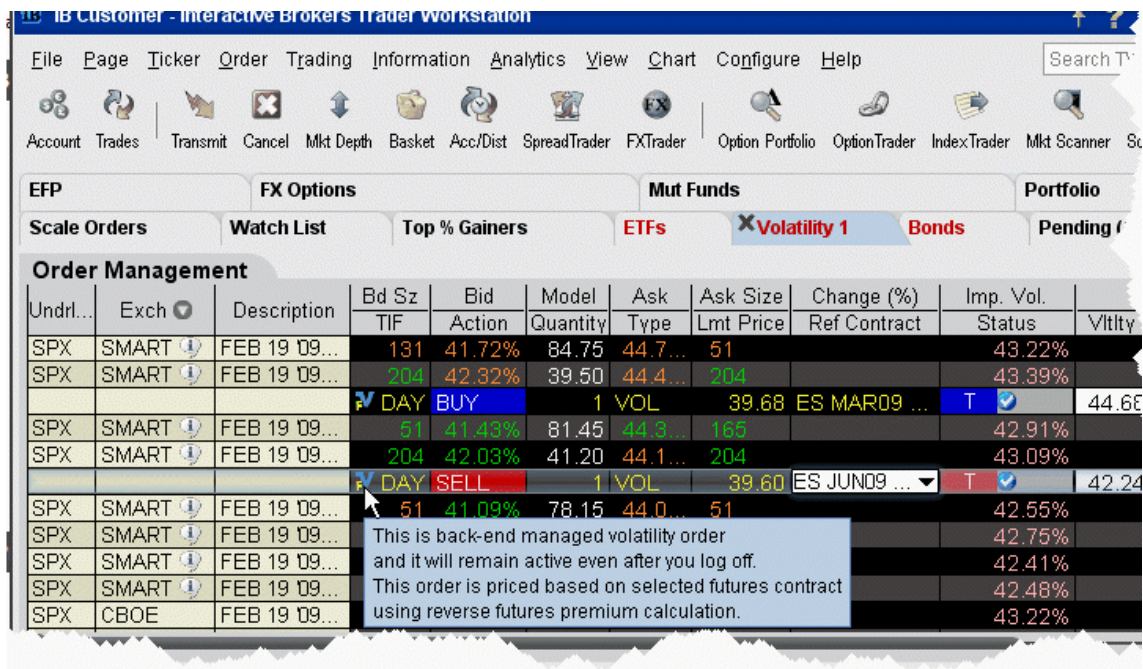 IB Customer - Interactive Brokers Trader Workstation
File Page Ticker Order Trading Information Analytics View Chart Configure Help Search
Account Trades Transmit Cancel Mkt Depth Basket Acc/Dist SpreadTrader FXTrader Option Portfolio OptionTrader IndexTrader Mkt Scanner
EFP FX Options Mut Funds Portfolio
Scale Orders Watch List Top % Gainers ETFs Volatility 1 Bonds Pending (
Order Management
Undrl... Exch Description Bd Sz Bid Model Ask Ask Size Change (%) Imp. Vol.
TIF Action Quantity Type Lmt Price Ref Contract Status Vltlty
SPX SMART FEB 19 '09... 131 41.72% 84.75 44.7... 51 43.22%
SPX SMART FEB 19 '09... 204 42.32% 39.50 44.4... 204 43.39%
DAY BUY 1 VOL 39.68 ES MAR09 ... T 44.68
SPX SMART FEB 19 '09... 51 41.43% 81.45 44.3... 165 42.91%
SPX SMART FEB 19 '09... 204 42.03% 41.20 44.1... 204 43.09%
DAY SELL 1 VOL 39.60 ES JUN09 ... T 42.24
SPX SMART FEB 19 '09... 51 41.09% 78.15 44.0... 51 42.55%
SPX SMART FEB 19 '09... 42.75%
SPX SMART FEB 19 '09... 42.41%
SPX SMART FEB 19 '09... 42.48%
SPX CBOE FEB 19 '09... 43.22%
This is back-end managed volatility order
and it will remain active even after you log off.
This order is priced based on selected futures contract
using reverse futures premium calculation.